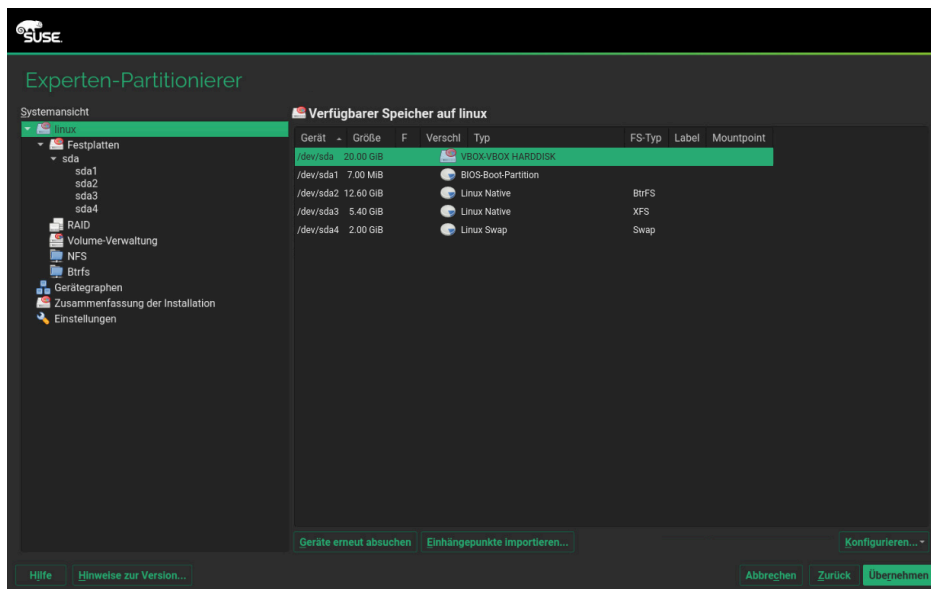 SUSE.
Experten-Partitionierer
Systemansicht
linux
Festplatten
sda
sda1
sda2
sda3
sda4
RAID
Volume-Verwaltung
NFS
Btrfs
Gerätegraphen
Zusammenfassung der Installation
Einstellungen
Verfügbarer Speicher auf linux
Gerät Größe F Verschl Typ FS-Typ Label Mountpoint
/dev/sda 20.00 GiB VBOX-VBOX HARDDISK
/dev/sda1 7.00 MiB BIOS-Boot-Partition
/dev/sda2 12.60 GiB Linux Native BtrFS
/dev/sda3 5.40 GiB Linux Native XFS
/dev/sda4 2.00 GiB Linux Swap Swap
Geräte erneut absuchen Einhängepunkte importieren... Konfigurieren...
Hilfe Hinweise zur Version... Abbrechen Zurück Übernehmen